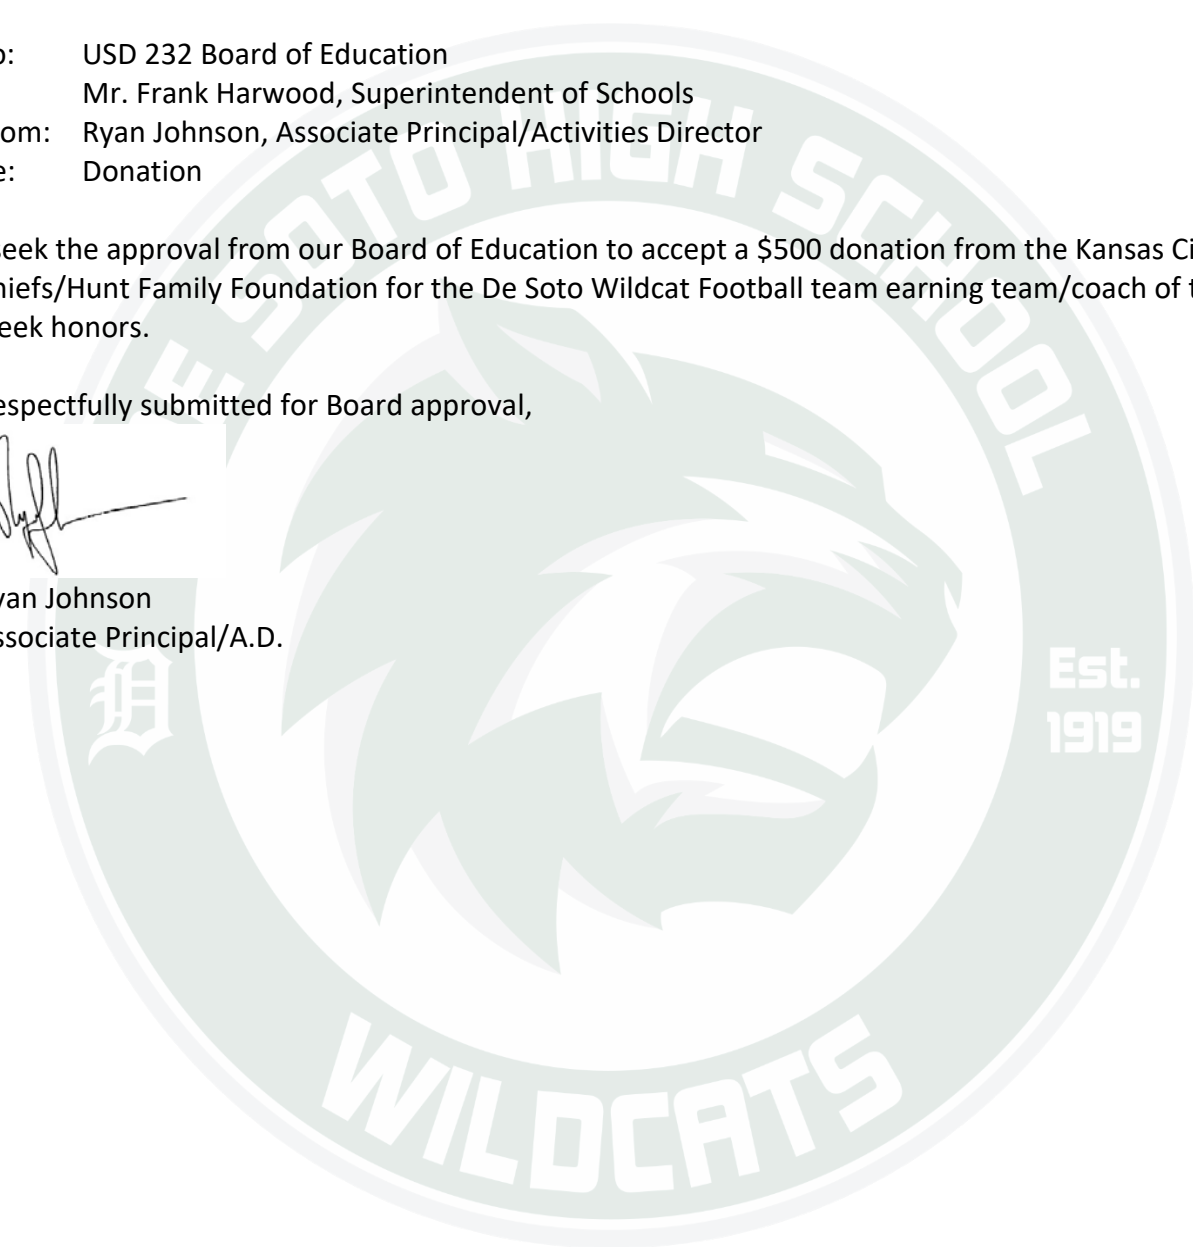 o: USD 232 Board of Education
Mr. Frank Harwood, Superintendent of Schools
om: Ryan Johnson, Associate Principal/Activities Director
e: Donation
seek the approval from our Board of Education to accept a $500 donation from the Kansas Ci
hiefs/Hunt Family Foundation for the De Soto Wildcat Football team earning team/coach of t
eek honors.
espectfully submitted for Board approval,
yan Johnson
ssociate Principal/A.D.
E SOTO HIGH SCHOOL
D
Est.
1919
WILDCATS